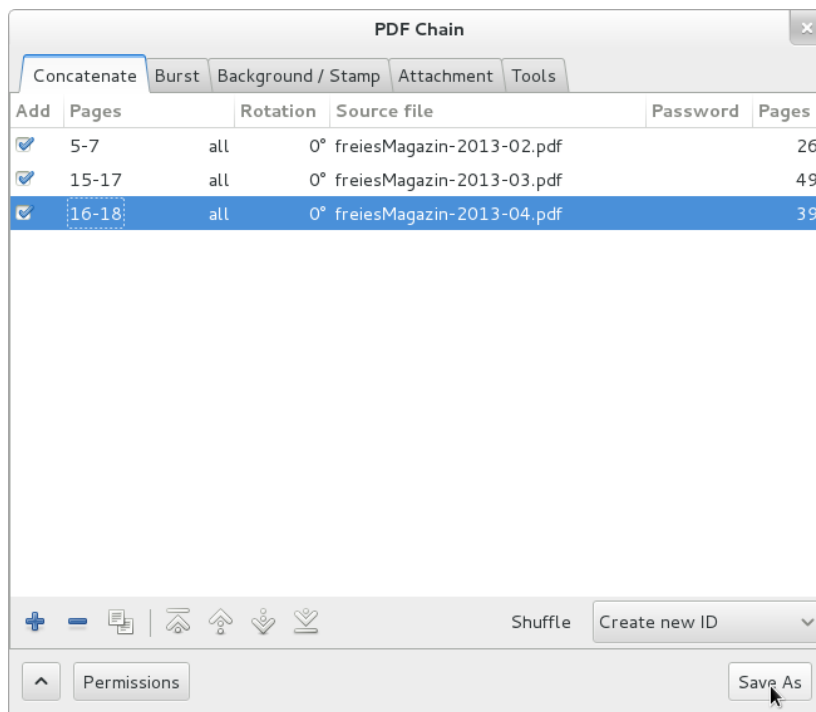 PDF Chain
Concatenate Burst Background / Stamp Attachment Tools
Add Pages Rotation Source file Password Pages
5-7 all 0° freiesMagazin-2013-02.pdf 26
15-17 all 0° freiesMagazin-2013-03.pdf 49
16-18 all 0° freiesMagazin-2013-04.pdf 39
Shuffle Create new ID
Permissions Save As